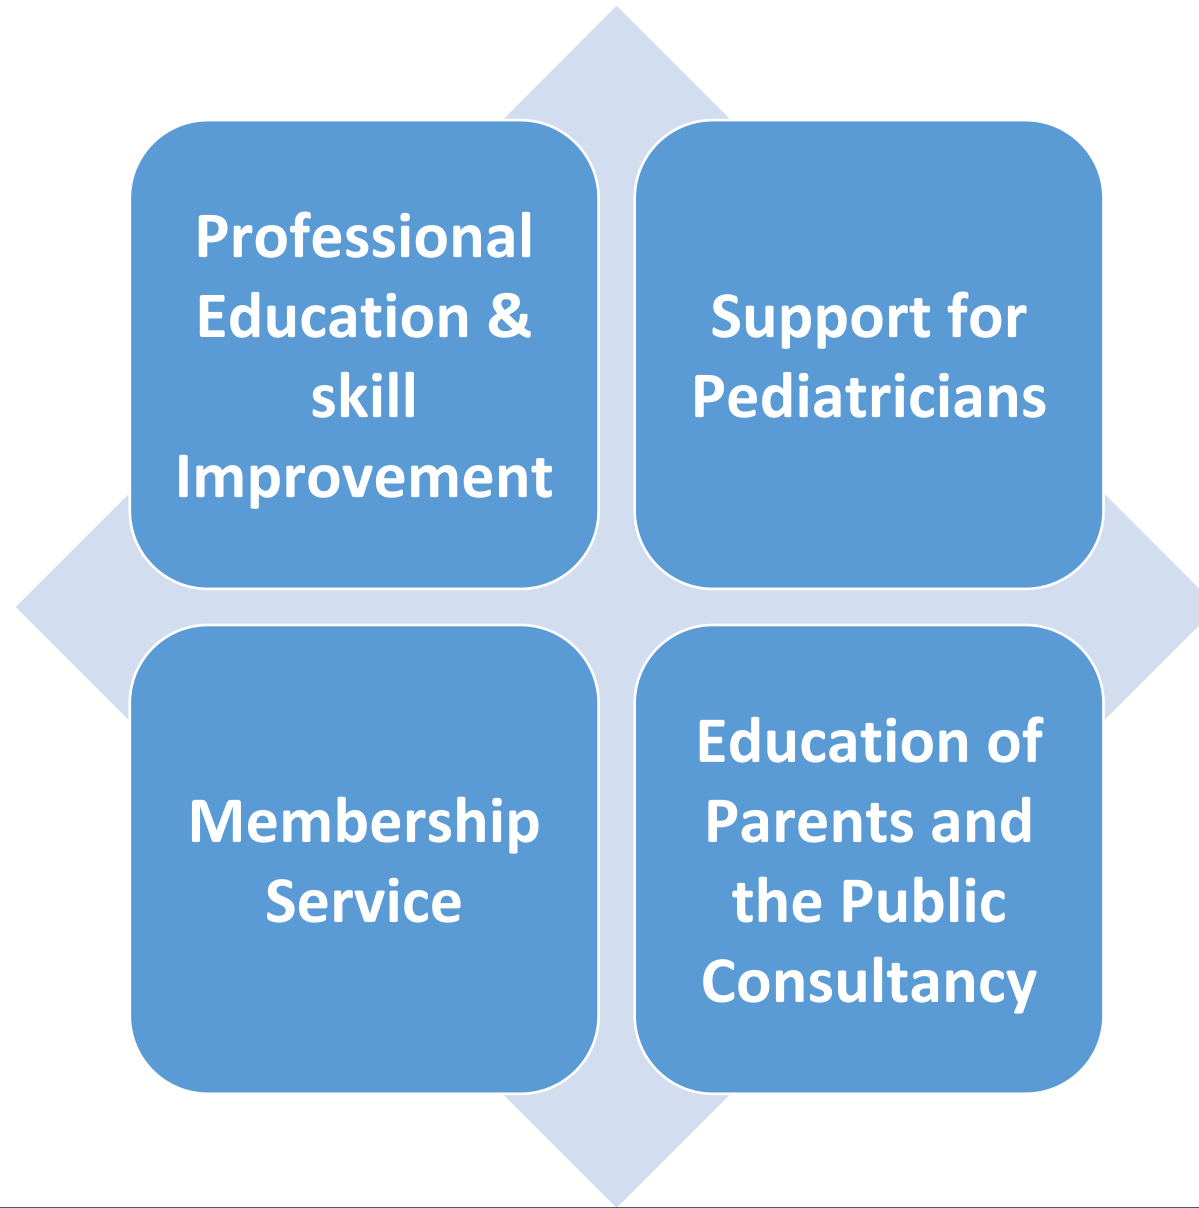 Professional
Education &
skill
Improvement
Support for
Pediatricians
Membership
Service
Education of
Parents and
the Public
Consultancy